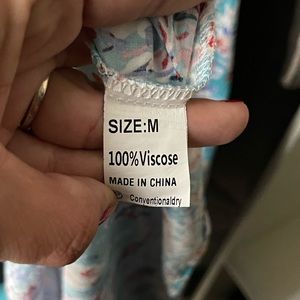 SIZE:M
100%Viscose
MADE IN CHINA
Conventionaldry